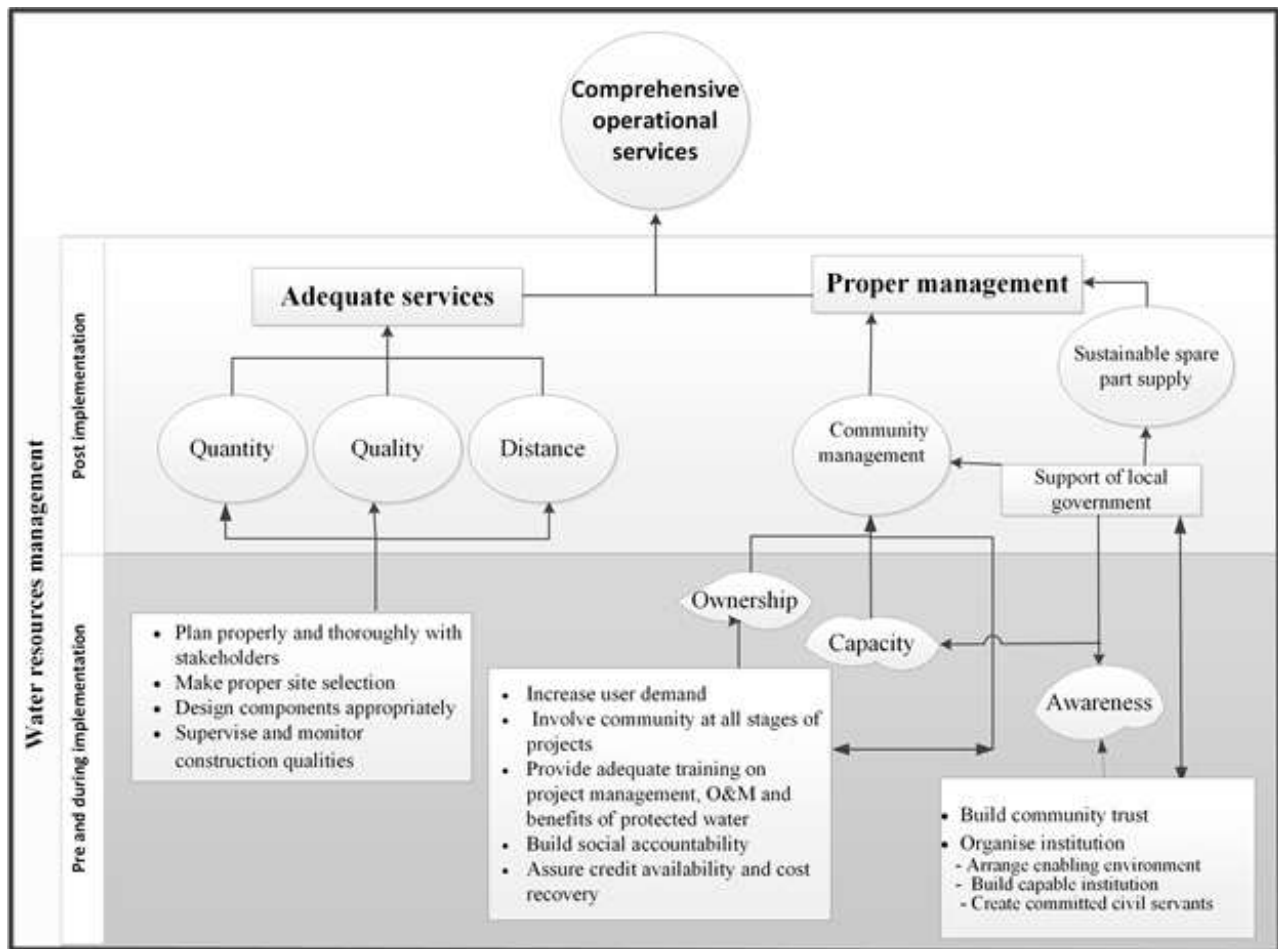 Comprehensive
operational
services
Water resources management
Post implementation
Adequate services
Proper management
Sustainable spare
part supply
Quantity
Quality
Distance
Community
management
Support of local
government
Pre and during implementation
Ownership
Capacity
Awareness
• Plan properly and thoroughly with
stakeholders
• Make proper site selection
• Design components appropriately
• Supervise and monitor
construction qualities
• Increase user demand
• Involve community at all stages of
projects
• Provide adequate training on
project management, O&M and
benefits of protected water
• Build social accountability
• Assure credit availability and cost
recovery
• Build community trust
• Organise institution
- Arrange enabling environment
- Build capable institution
- Create committed civil servants